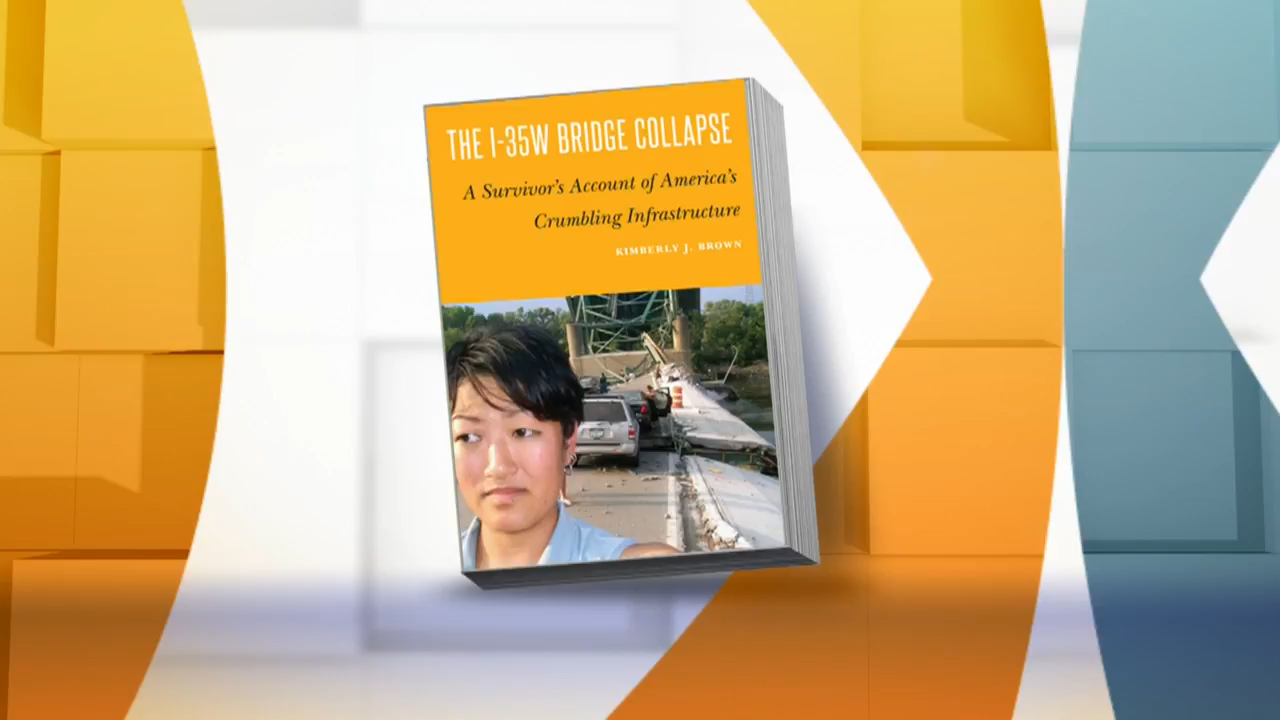 THE I-35W BRIDGE COLLAPSE
A Survivor's Account of America's
Crumbling Infrastructure
KIMBERLY J. BROWN